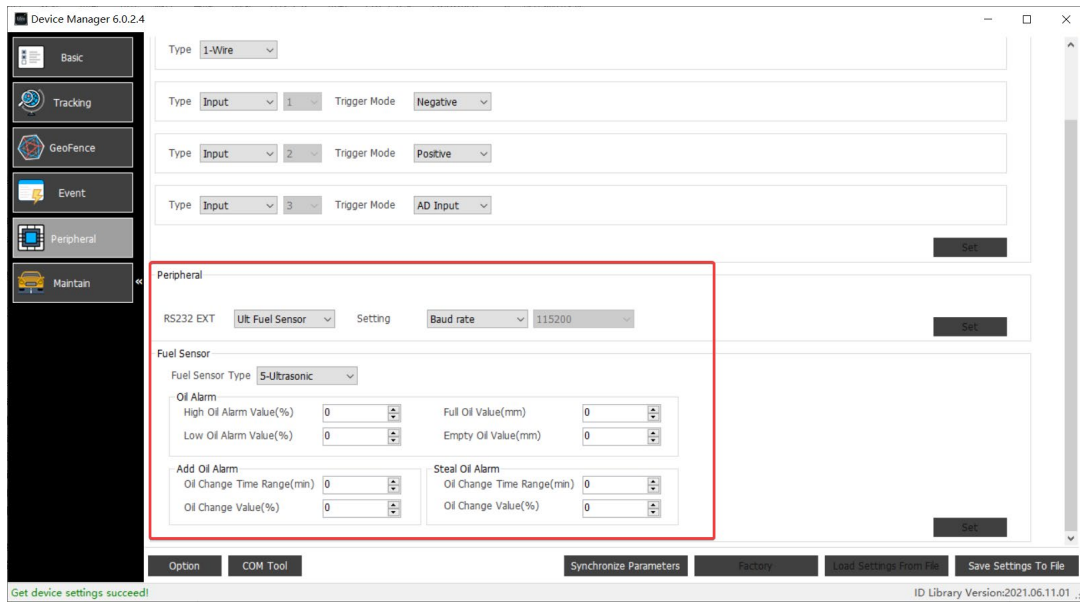 Device Manager 6.0.2.4
Basic
Tracking
GeoFence
Event
Peripheral
Maintain
«
Type 1-Wire
Type Input 1 Trigger Mode Negative
Type Input 2 Trigger Mode Positive
Type Input 3 Trigger Mode AD Input
Set
Peripheral
RS232 EXT Ult Fuel Sensor Setting Baud rate 115200
Set
Fuel Sensor
Fuel Sensor Type 5-Ultrasonic
Oil Alarm
High Oil Alarm Value(%) 0 Full Oil Value(mm) 0
Low Oil Alarm Value(%) 0 Empty Oil Value(mm) 0
Add Oil Alarm Steal Oil Alarm
Oil Change Time Range(min) 0 Oil Change Time Range(min) 0
Oil Change Value(%) 0 Oil Change Value(%) 0
Set
Option COM Tool Synchronize Parameters Factory Load Settings From File Save Settings To File
Get device settings succeed! ID Library Version:2021.06.11.01